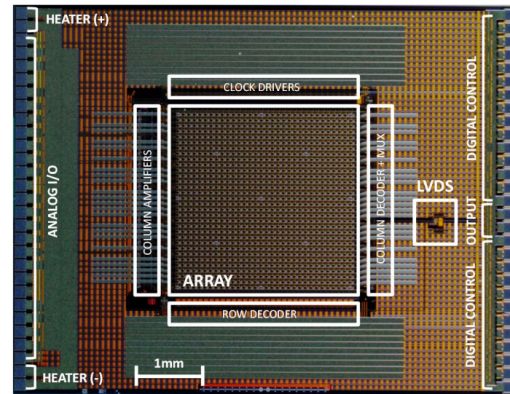 HEATER (+)
CLOCK DRIVERS
ANALOG I/O
COLUMN AMPLIFIERS
COLUMN DECODER + MUX
DIGITAL CONTROL
LVDS
OUTPUT
ARRAY
ROW DECODER
DIGITAL CONTROL
1mm
HEATER (-)